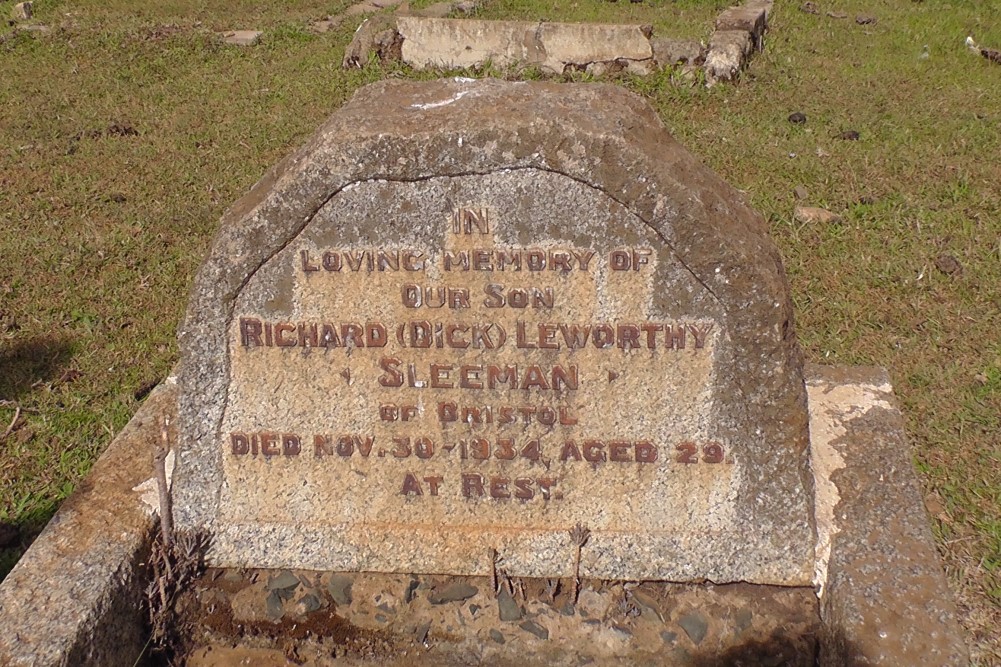 IN
LOVING MEMORY OF
OUR SON
RICHARD (DICK) LEWORTHY
SLEEMAN
OF BRISTOL
DIED NOV. 30 - 1934, AGED 29.
AT REST.